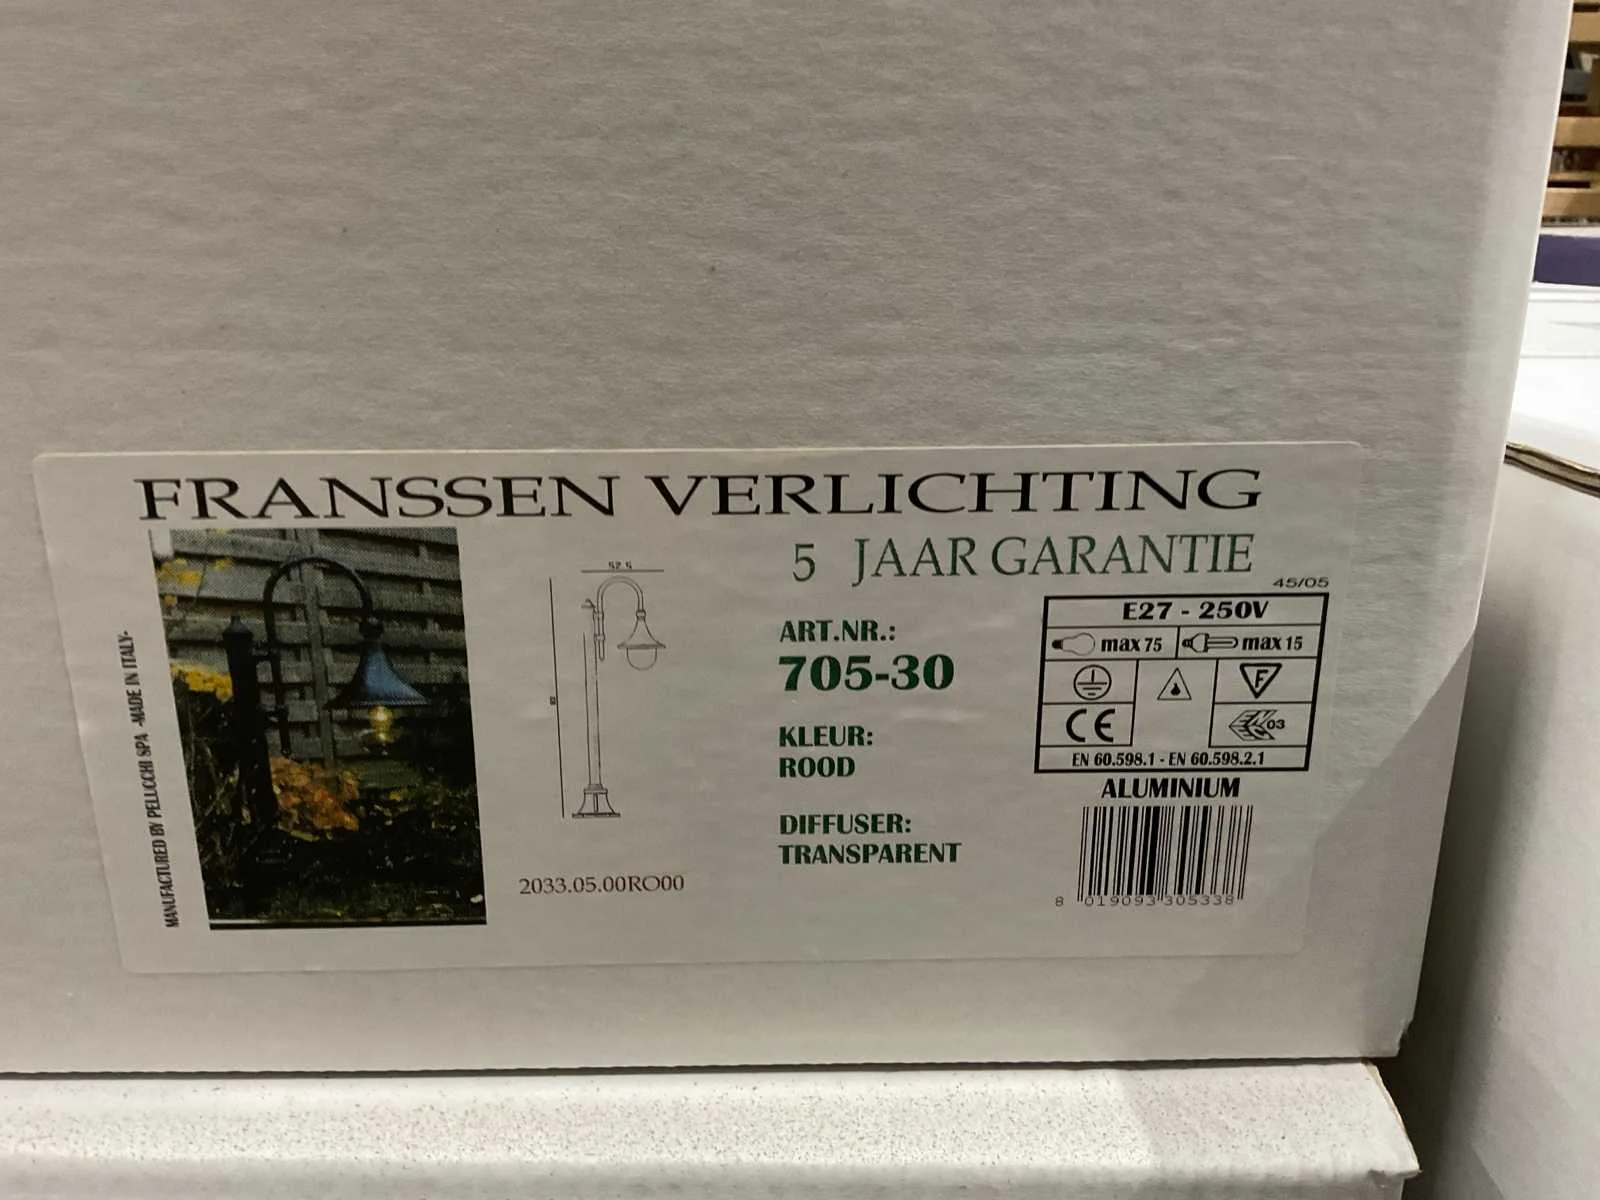 FRANSSEN VERLICHTING
5 JAAR GARANTIE
45/05
MANUFACTURED BY PELLICCHI SPA -MADE IN ITALY-
52.5
2033.05.00RO00
ART.NR.:
705-30
KLEUR:
ROOD
DIFFUSER:
TRANSPARENT
E27 - 250V
max 75 max 15
F
CE 03
EN 60.598.1 - EN 60.598.2.1
ALUMINIUM
8 019093 305338